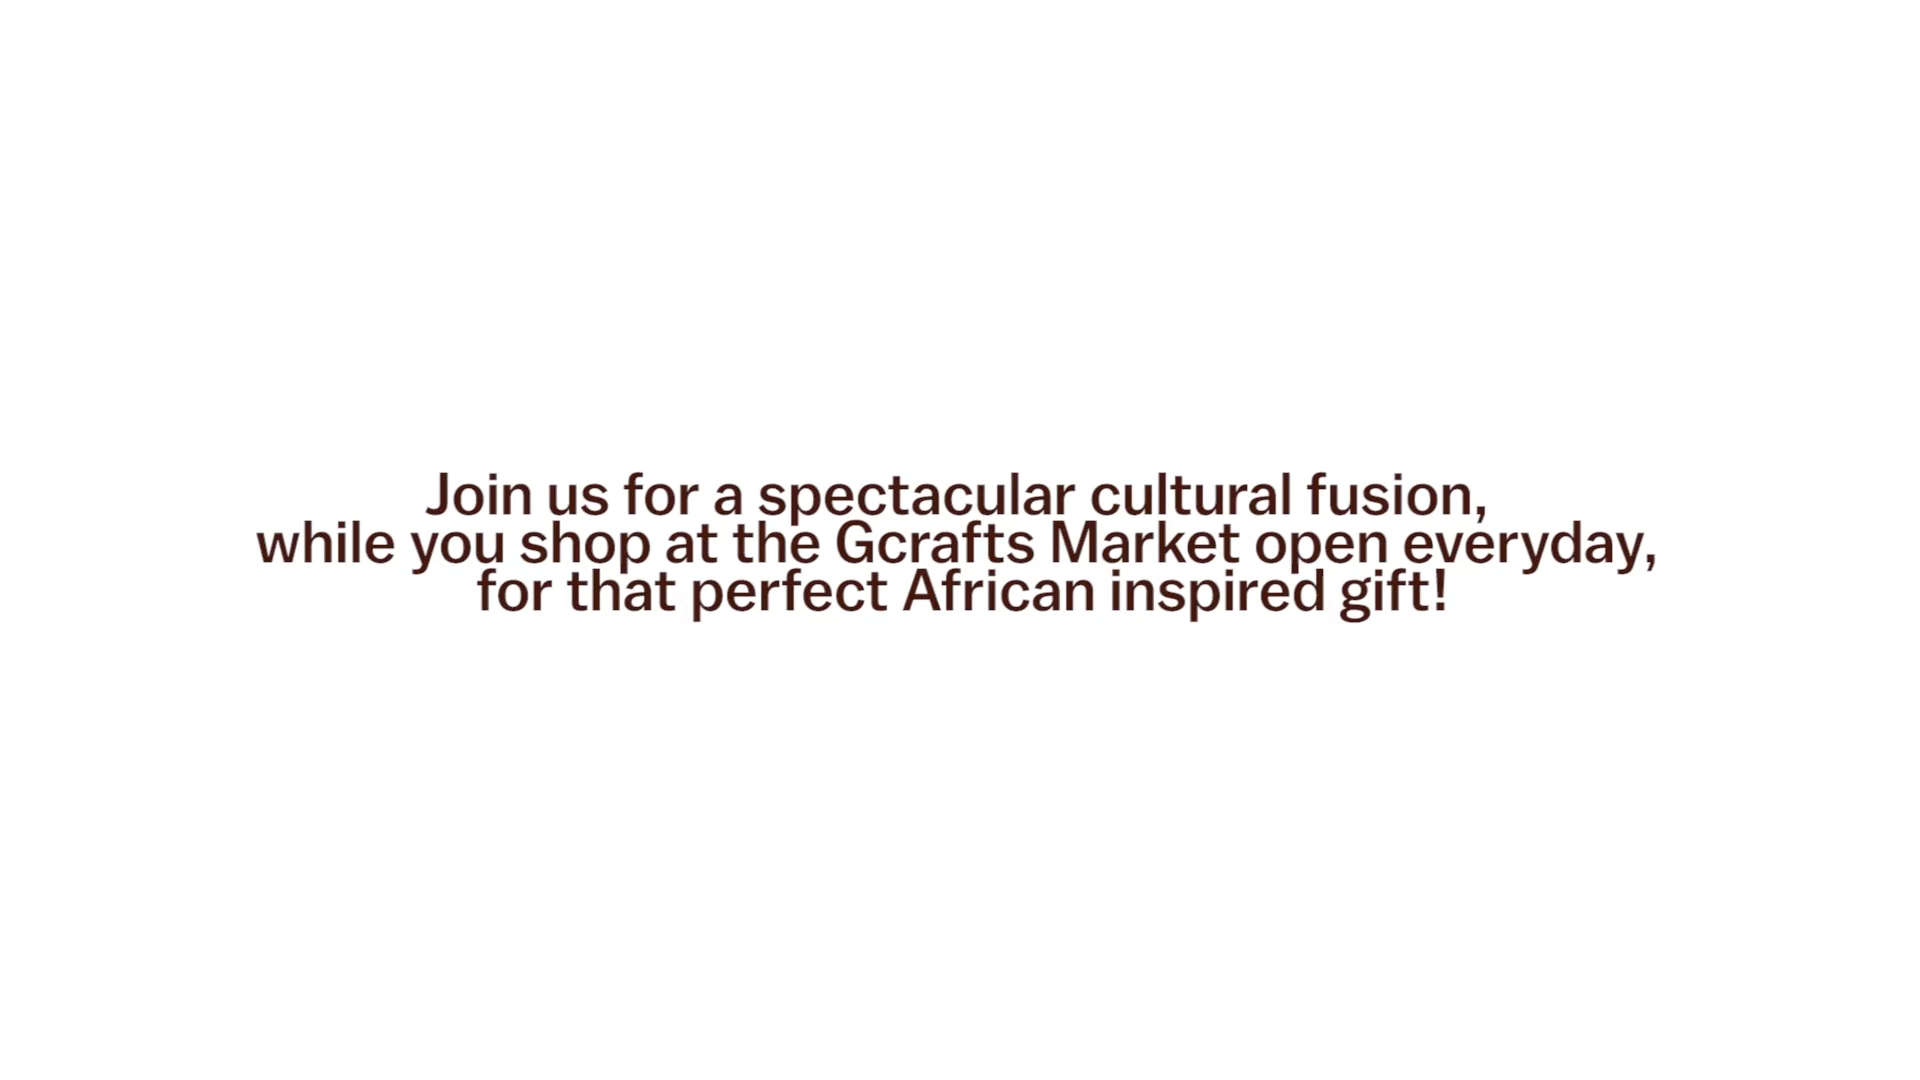 Join us for a spectacular cultural fusion,
while you shop at the Gcrafts Market open everyday,
for that perfect African inspired gift!